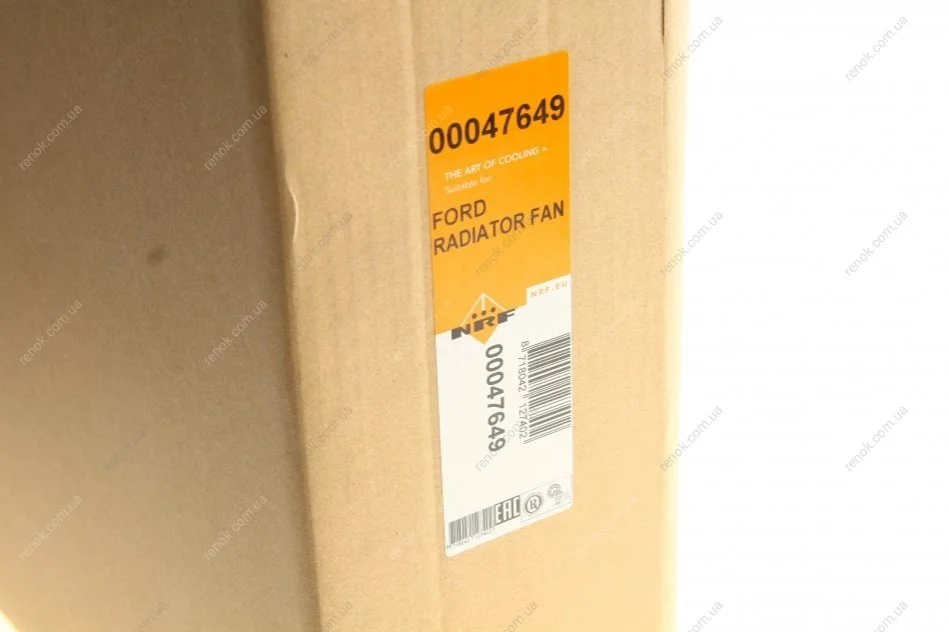 00047649
THE ART OF COOLING >
Suitable for:
FORD
RADIATOR FAN
NRF.EU
NRF
00047649
8 718042 127402
EAC
renok.com.ua